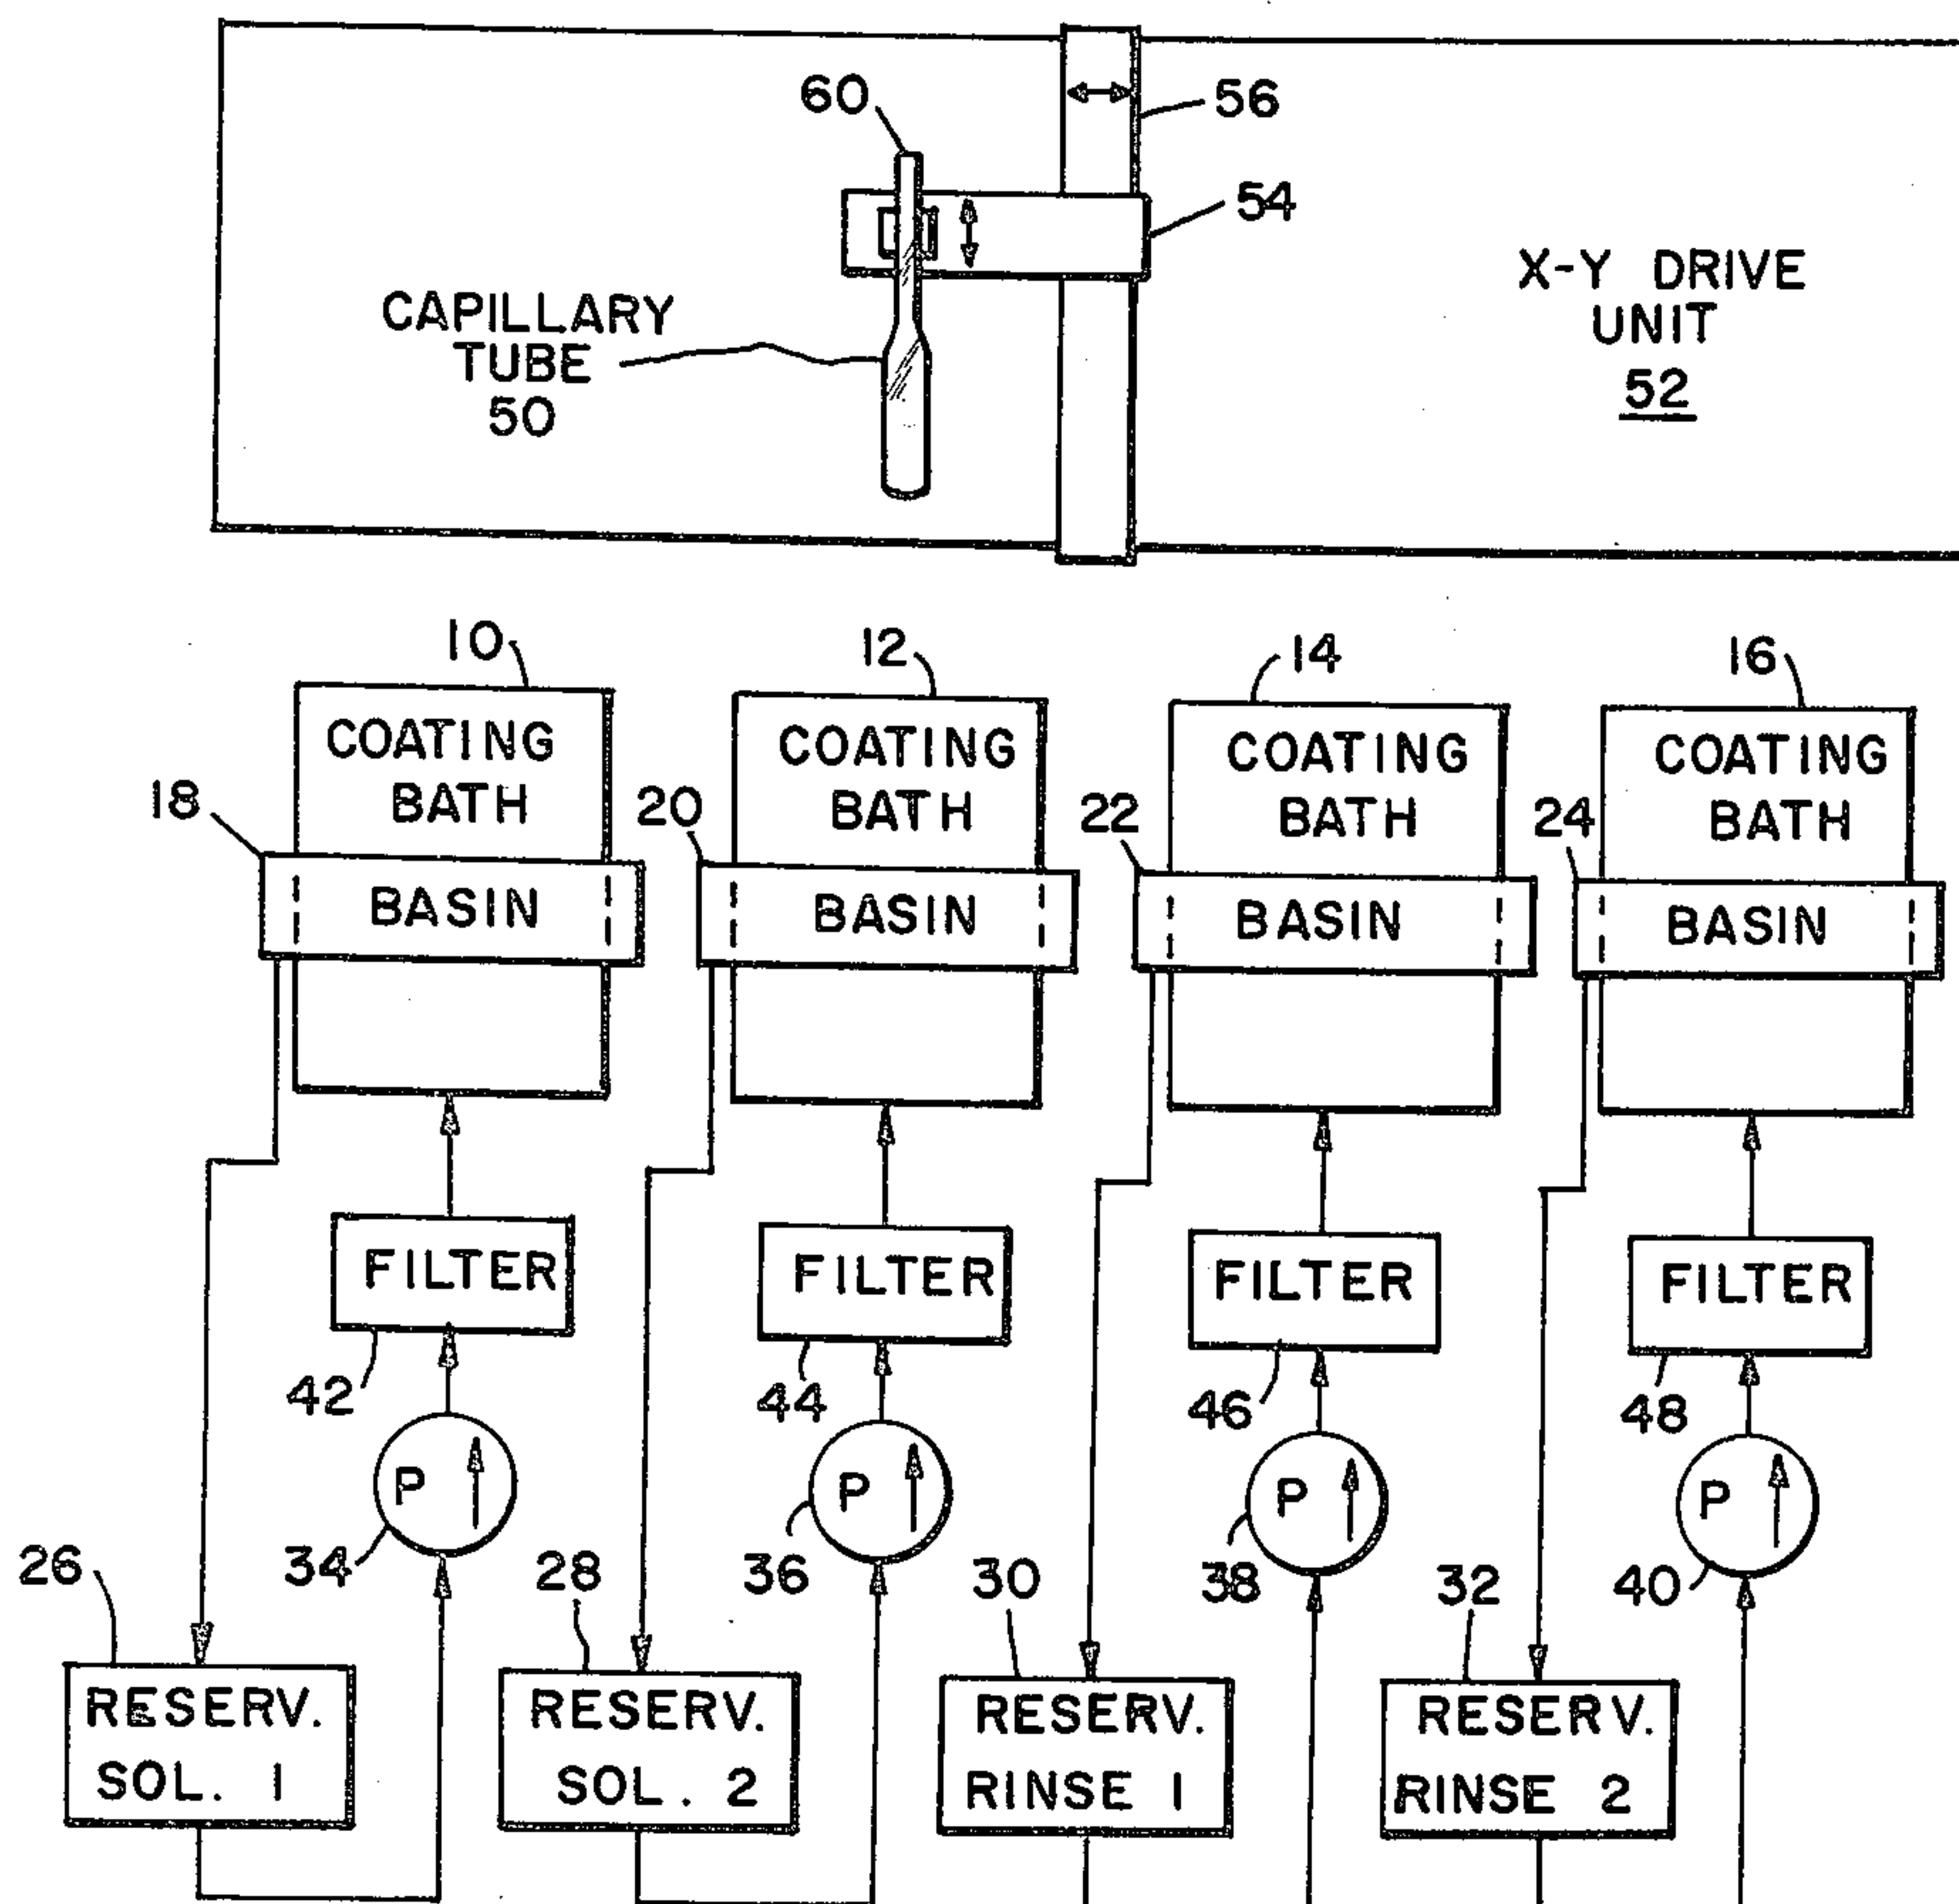 60
56
54
CAPILLARY
TUBE
50
X-Y DRIVE
UNIT
52
10
12
14
16
COATING
BATH
COATING
BATH
COATING
BATH
COATING
BATH
18
20
22
24
BASIN
BASIN
BASIN
BASIN
FILTER
FILTER
FILTER
FILTER
42
44
46
48
P
P
P
P
34
36
38
40
26
28
30
32
RESERV.
SOL. 1
RESERV.
SOL. 2
RESERV.
RINSE 1
RESERV.
RINSE 2